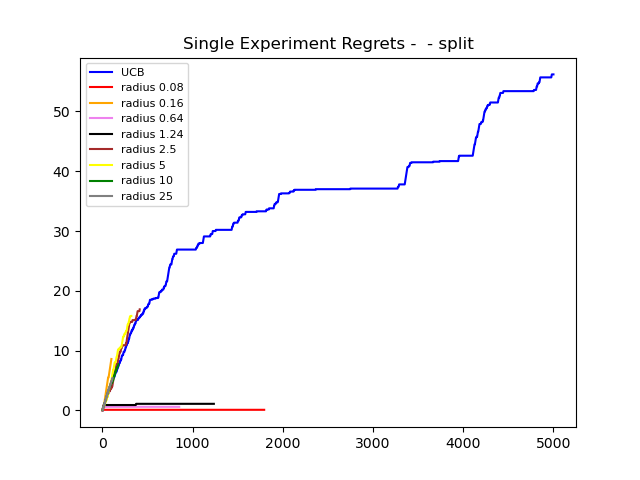 Single Experiment Regrets -  - split
UCB
radius 0.08
radius 0.16
radius 0.64
radius 1.24
radius 2.5
radius 5
radius 10
radius 25
50
40
30
20
10
0
0 1000 2000 3000 4000 5000